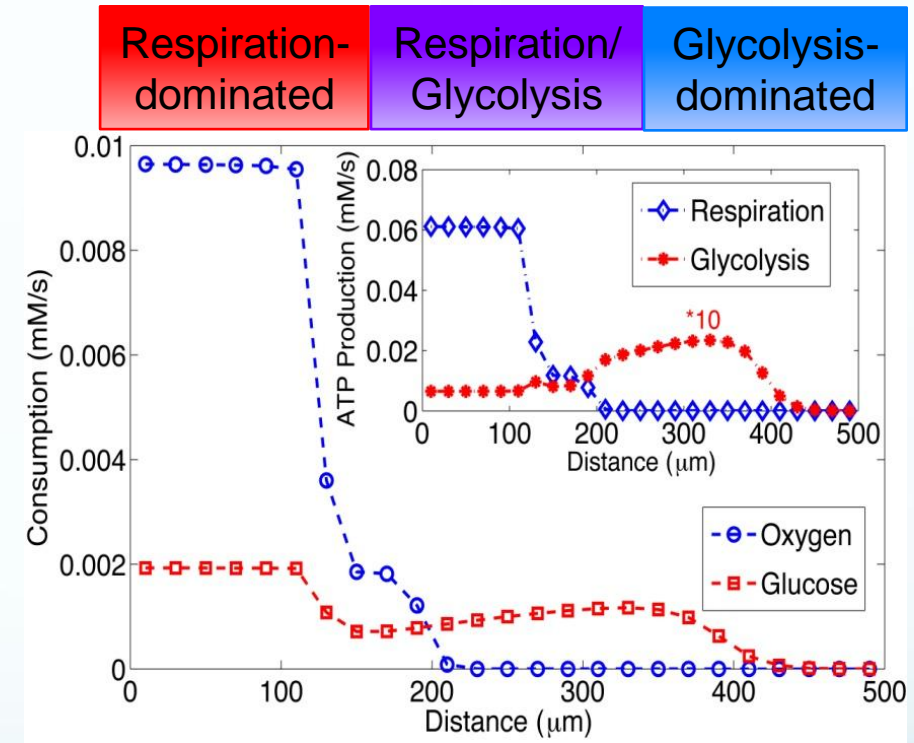 Respiration-
dominated
Respiration/
Glycolysis
Glycolysis-
dominated
Consumption (mM/s)
0.01
0.008
0.006
0.004
0.002
0
0 100 200 300 400 500
Distance (μm)
ATP Production (mM/s)
0.08
0.06
0.04
0.02
0
0 100 200 300 400 500
Distance (μm)
Respiration
Glycolysis
*10
Oxygen
Glucose